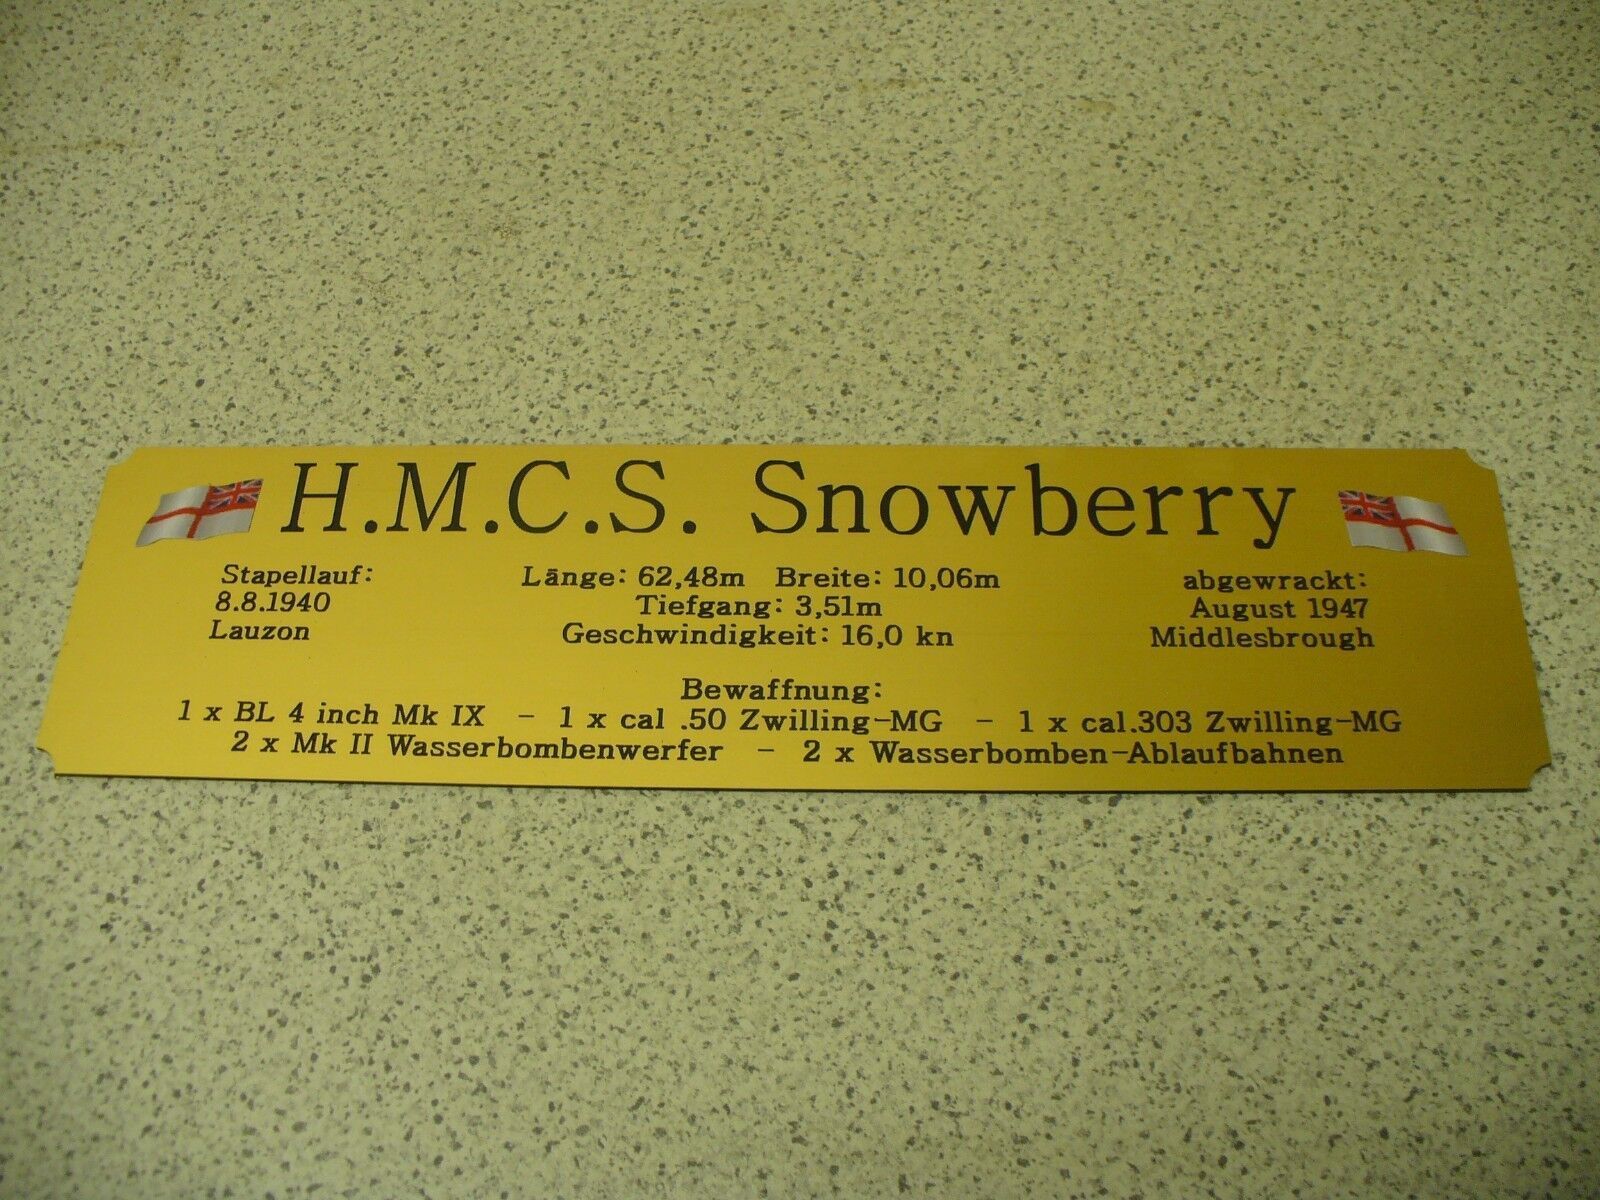 H.M.C.S. Snowberry
Stapellauf:
8.8.1940
Lauzon
Länge: 62,48m Breite: 10,06m
Tiefgang: 3,51m
Geschwindigkeit: 16,0 kn
abgewrackt:
August 1947
Middlesbrough
Bewaffnung:
1 x BL 4 inch Mk IX - 1 x cal .50 Zwilling-MG - 1 x cal.303 Zwilling-MG
2 x Mk II Wasserbombenwerfer - 2 x Wasserbomben-Ablaufbahnen